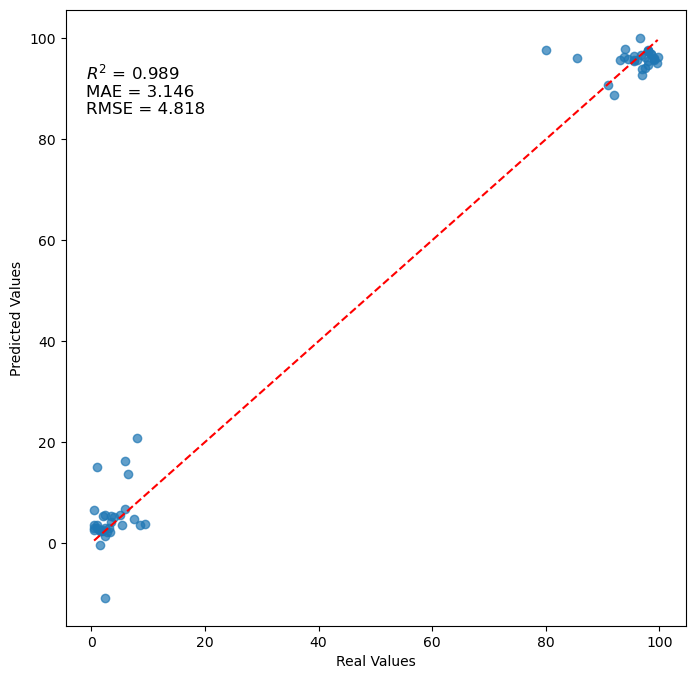 100
80
60
40
20
0
R² = 0.989
MAE = 3.146
RMSE = 4.818
Predicted Values
0 20 40 60 80 100
Real Values